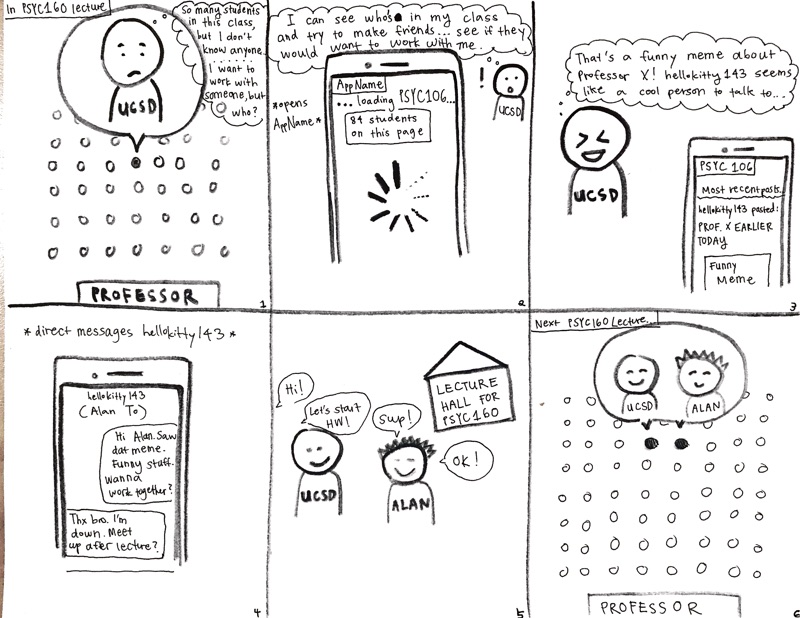 In PSYC160 lecture
So many students
in this class,
but I don't
know anyone.
....
I want to
work with
someone, but
who?
UCSD
PROFESSOR
1
I can see who's in my class
and try to make friends... see if they
would want to work with me...
*opens
AppName*
AppName
... loading PSYC106...
84 students
on this page
!
UCSD
2
That's a funny meme about
Professor X! hellokitty143 seems
like a cool person to talk to...
UCSD
PSYC 106
Most recent posts..
hellokitty143 posted:
PROF. X EARLIER
TODAY
Funny
MEME
3
*direct messages hellokitty143*
hellokitty143
(Alan To)
Hi Alan. Saw
dat meme.
Funny stuff.
Wanna
work together?
Thx bro. I'm
down. Meet
up after lecture?
4
Hi!
Let's start
HW!
Sup!
OK!
LECTURE
HALL FOR
PSYC160
UCSD
ALAN
5
Next PSYC160 Lecture...
UCSD
ALAN
PROFESSOR
6